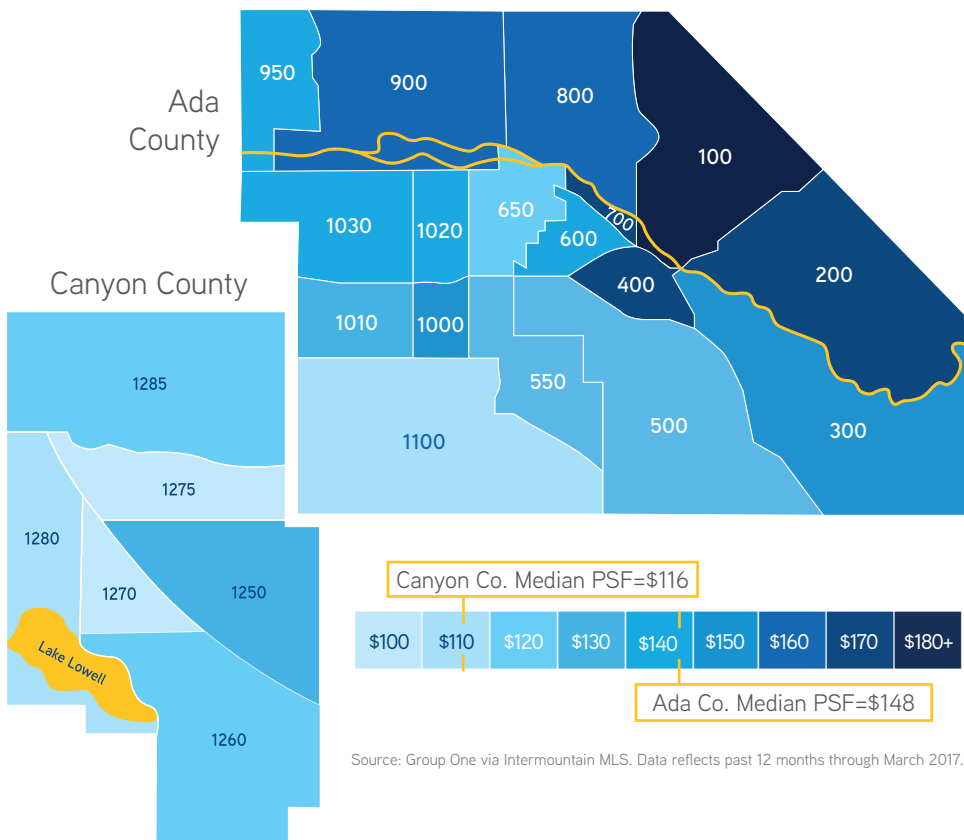 Ada
County
950
900
800
100
1030
1020
650
600
700
400
200
1010
1000
550
500
300
1100
Canyon County
1285
1275
1280
1270
1250
Lake Lowell
1260
Canyon Co. Median PSF=$116
$100 $110 $120 $130 $140 $150 $160 $170 $180+
Ada Co. Median PSF=$148
Source: Group One via Intermountain MLS. Data reflects past 12 months through March 2017.